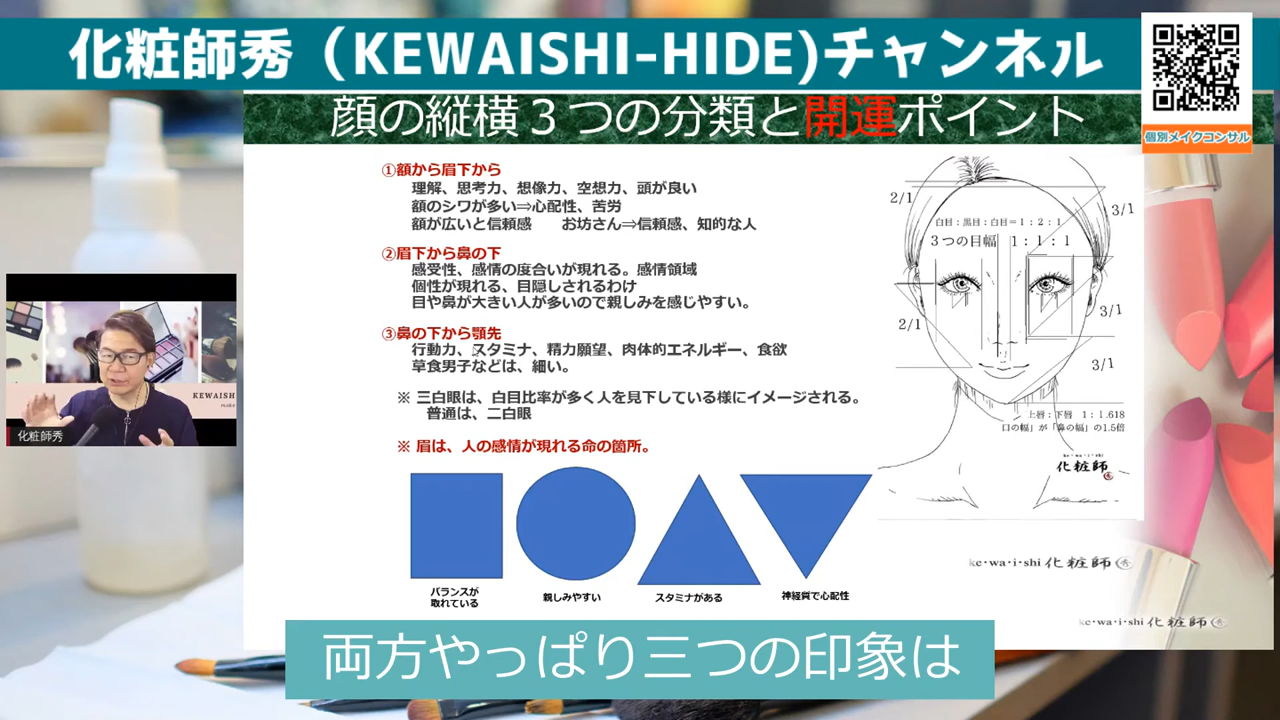 化粧師秀（KEWAISHI-HIDE)チャンネル
個別メイクコンサル
顔の縦横３つの分類と開運ポイント
①額から眉下から
理解、思考力、想像力、空想力、頭が良い
額のシワが多い⇒心配性、苦労
額が広いと信頼感　　お坊さん⇒信頼感、知的な人
②眉下から鼻の下
感受性、感情の度合いが現れる。感情領域
個性が現れる、目隠しされるわけ
目や鼻が大きい人が多いので親しみを感じやすい。
③鼻の下から顎先
行動力、スタミナ、精力願望、肉体的エネルギー、食欲
草食男子などは、細い。
※ 三白眼は、白目比率が多く人を見下している様にイメージされる。
普通は、二白眼
※ 眉は、人の感情が現れる命の箇所。
バランスが
取れている
親しみやすい
スタミナがある
神経質で心配性
2/1
3/1
白目：黒目：白目＝1：2：1
３つの目幅　1：1：1
3/1
2/1
3/1
上唇：下唇　1：1.618
口の幅」が「鼻の幅」の1.5倍
ke・wa・i・shi
化粧師
秀
ke・wa・i・shi 化粧師 秀
ke・wa・i・shi 化粧師 秀
KEWAISH
make
化粧師秀
両方やっぱり三つの印象は